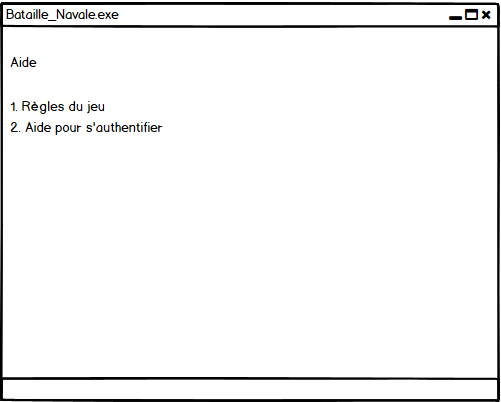 Bataille_Navale.exe
Aide
1. Règles du jeu
2. Aide pour s'authentifier